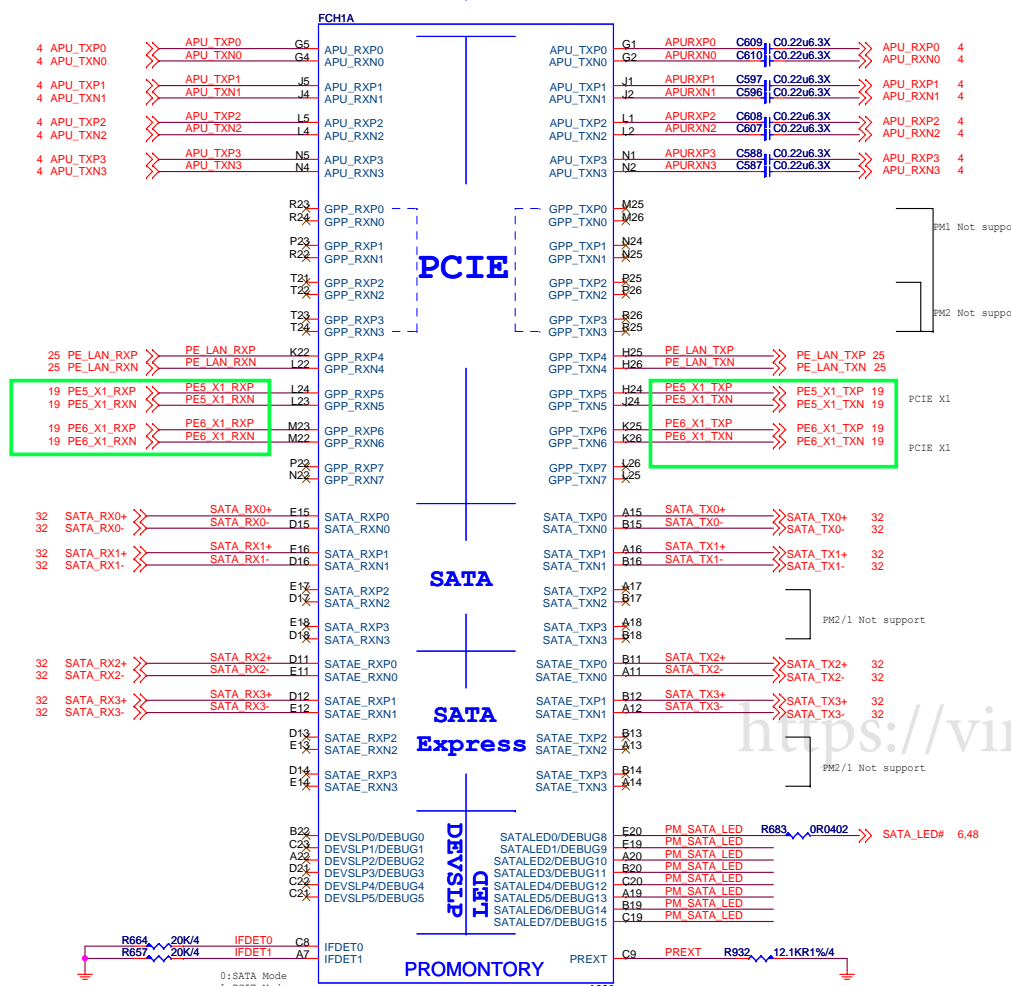 FCH1A
4 APU_TXP0 APU_TXP0 G5 APU_RXP0 APU_TXP0 G1 APURXP0 C609 C0.22u6.3X APU_RXP0 4
4 APU_TXN0 APU_TXN0 G4 APU_RXN0 APU_TXN0 G2 APURXN0 C610 C0.22u6.3X APU_RXN0 4
4 APU_TXP1 APU_TXP1 J5 APU_RXP1 APU_TXP1 J1 APURXP1 C597 C0.22u6.3X APU_RXP1 4
4 APU_TXN1 APU_TXN1 J4 APU_RXN1 APU_TXN1 J2 APURXN1 C596 C0.22u6.3X APU_RXN1 4
4 APU_TXP2 APU_TXP2 L5 APU_RXP2 APU_TXP2 L1 APURXP2 C608 C0.22u6.3X APU_RXP2 4
4 APU_TXN2 APU_TXN2 L4 APU_RXN2 APU_TXN2 L2 APURXN2 C607 C0.22u6.3X APU_RXN2 4
4 APU_TXP3 APU_TXP3 N5 APU_RXP3 APU_TXP3 N1 APURXP3 C588 C0.22u6.3X APU_RXP3 4
4 APU_TXN3 APU_TXN3 N4 APU_RXN3 APU_TXN3 N2 APURXN3 C587 C0.22u6.3X APU_RXN3 4
R23 GPP_RXP0 GPP_TXP0 M25
R24 GPP_RXN0 GPP_TXN0 M26
PM1 Not suppo
P23 GPP_RXP1 GPP_TXP1 N24
R22 GPP_RXN1 GPP_TXN1 N25
PCIE
T21 GPP_RXP2 GPP_TXP2 P25
T22 GPP_RXN2 GPP_TXN2 P26
PM2 Not suppo
T23 GPP_RXP3 GPP_TXP3 R26
T24 GPP_RXN3 GPP_TXN3 R25
25 PE_LAN_RXP PE_LAN_RXP K22 GPP_RXP4 GPP_TXP4 H25 PE_LAN_TXP PE_LAN_TXP 25
25 PE_LAN_RXN PE_LAN_RXN L22 GPP_RXN4 GPP_TXN4 H26 PE_LAN_TXN PE_LAN_TXN 25
19 PE5_X1_RXP PE5_X1_RXP L24 GPP_RXP5 GPP_TXP5 H24 PE5_X1_TXP PE5_X1_TXP 19 PCIE X1
19 PE5_X1_RXN PE5_X1_RXN L23 GPP_RXN5 GPP_TXN5 J24 PE5_X1_TXN PE5_X1_TXN 19
19 PE6_X1_RXP PE6_X1_RXP M23 GPP_RXP6 GPP_TXP6 K25 PE6_X1_TXP PE6_X1_TXP 19
19 PE6_X1_RXN PE6_X1_RXN M22 GPP_RXN6 GPP_TXN6 K26 PE6_X1_TXN PE6_X1_TXN 19 PCIE X1
P22 GPP_RXP7 GPP_TXP7 L26
N22 GPP_RXN7 GPP_TXN7 L25
32 SATA_RX0+ SATA_RX0+ E15 SATA_RXP0 SATA_TXP0 A15 SATA_TX0+ SATA_TX0+ 32
32 SATA_RX0- SATA_RX0- D15 SATA_RXN0 SATA_TXN0 B15 SATA_TX0- SATA_TX0- 32
32 SATA_RX1+ SATA_RX1+ E16 SATA_RXP1 SATA_TXP1 A16 SATA_TX1+ SATA_TX1+ 32
32 SATA_RX1- SATA_RX1- D16 SATA_RXN1 SATA_TXN1 B16 SATA_TX1- SATA_TX1- 32
SATA
E17 SATA_RXP2 SATA_TXP2 A17
D17 SATA_RXN2 SATA_TXN2 B17
PM2/1 Not support
E18 SATA_RXP3 SATA_TXP3 A18
D18 SATA_RXN3 SATA_TXN3 B18
32 SATA_RX2+ SATA_RX2+ D11 SATAE_RXP0 SATAE_TXP0 B11 SATA_TX2+ SATA_TX2+ 32
32 SATA_RX2- SATA_RX2- E11 SATAE_RXN0 SATAE_TXN0 A11 SATA_TX2- SATA_TX2- 32
32 SATA_RX3+ SATA_RX3+ D12 SATAE_RXP1 SATAE_TXP1 B12 SATA_TX3+ SATA_TX3+ 32
32 SATA_RX3- SATA_RX3- E12 SATAE_RXN1 SATAE_TXN1 A12 SATA_TX3- SATA_TX3- 32
SATA
Express
https://vin
D13 SATAE_RXP2 SATAE_TXP2 B13
E13 SATAE_RXN2 SATAE_TXN2 A13
PM2/1 Not support
D14 SATAE_RXP3 SATAE_TXP3 B14
E14 SATAE_RXN3 SATAE_TXN3 A14
DEVSLP
LED
B22 DEVSLP0/DEBUG0 SATALED0/DEBUG8 E20 PM_SATA_LED R683 0R0402 SATA_LED# 6,48
C23 DEVSLP1/DEBUG1 SATALED1/DEBUG9 E19 PM_SATA_LED
A22 DEVSLP2/DEBUG2 SATALED2/DEBUG10 A20 PM_SATA_LED
D21 DEVSLP3/DEBUG3 SATALED3/DEBUG11 B20 PM_SATA_LED
C22 DEVSLP4/DEBUG4 SATALED4/DEBUG12 C20 PM_SATA_LED
C21 DEVSLP5/DEBUG5 SATALED5/DEBUG13 A19 PM_SATA_LED
SATALED6/DEBUG14 B19 PM_SATA_LED
SATALED7/DEBUG15 C19 PM_SATA_LED
R664 20K/4 IFDET0 C8 IFDET0
R657 20K/4 IFDET1 A7 IFDET1 PREXT C9 PREXT R932 12.1KR1%/4
0:SATA Mode
PROMONTORY